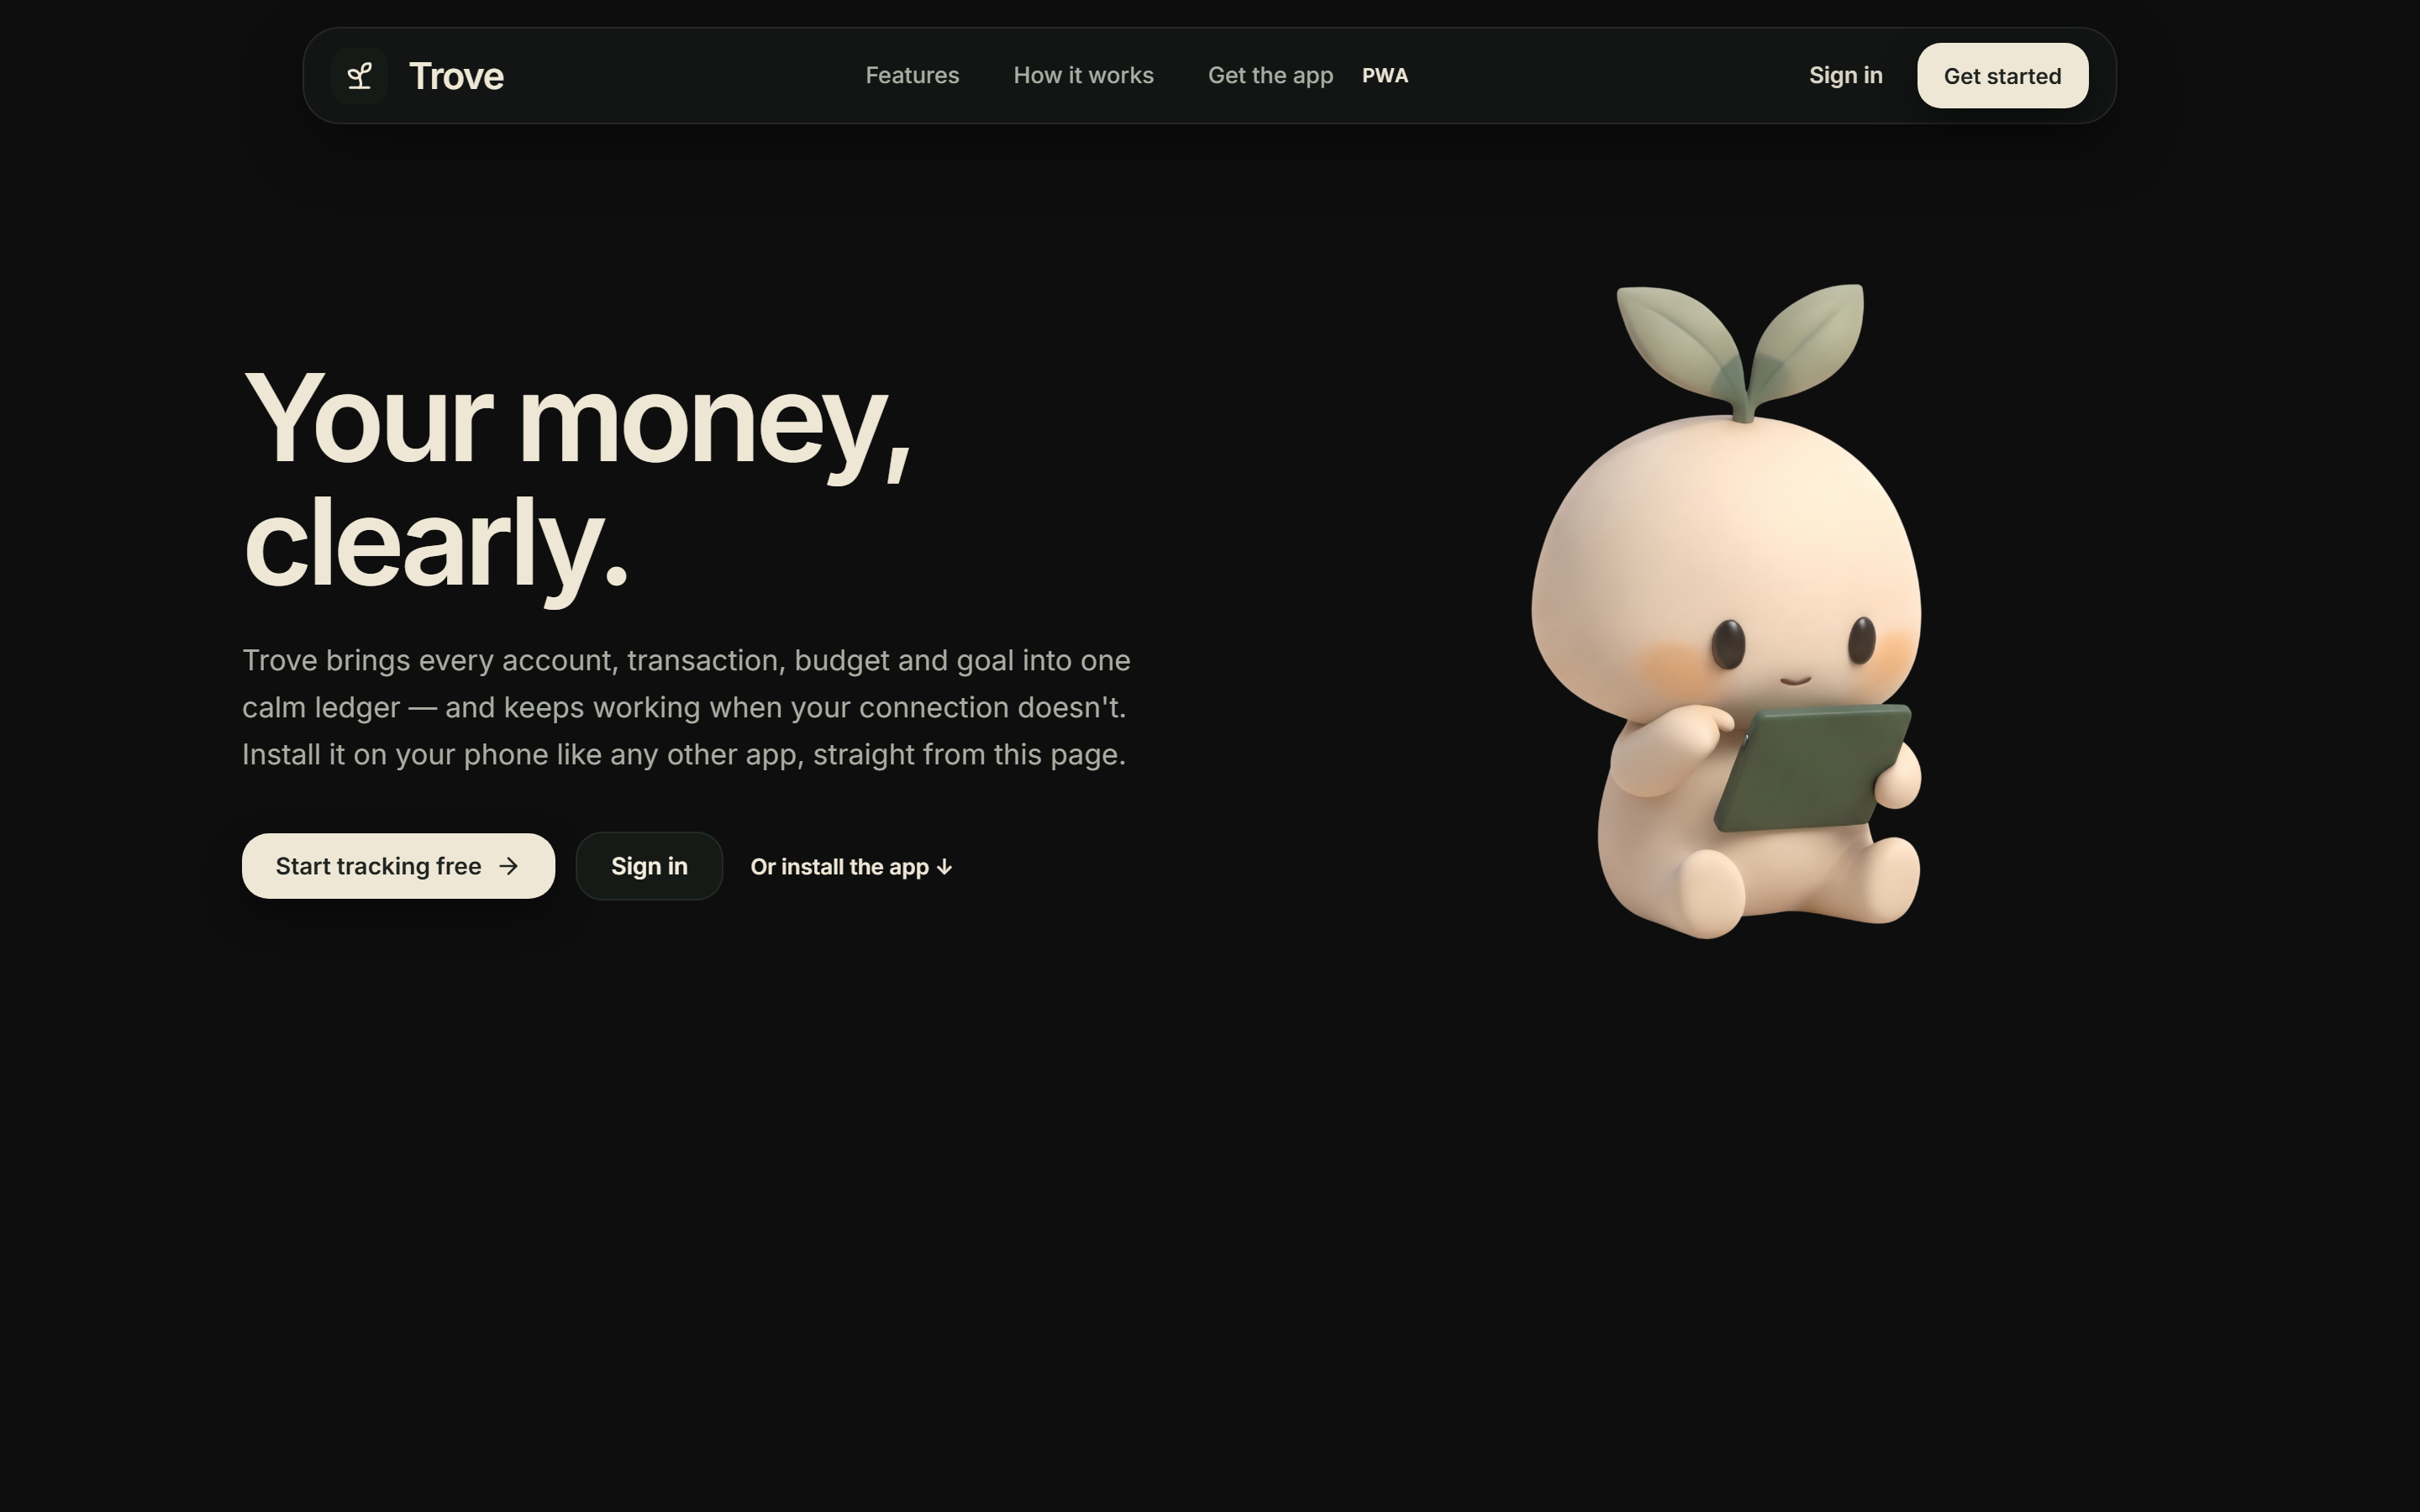 Trove
Features
How it works
Get the app PWA
Sign in
Get started
Your money,
clearly.
Trove brings every account, transaction, budget and goal into one
calm ledger — and keeps working when your connection doesn't.
Install it on your phone like any other app, straight from this page.
Start tracking free →
Sign in
Or install the app ↓